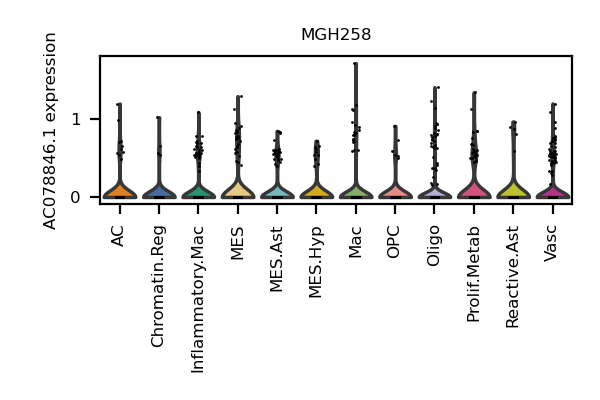 MGH258
AC078846.1 expression
1
0
AC
Chromatin.Reg
Inflammatory.Mac
MES
MES.Ast
MES.Hyp
Mac
OPC
Oligo
Prolif.Metab
Reactive.Ast
Vasc